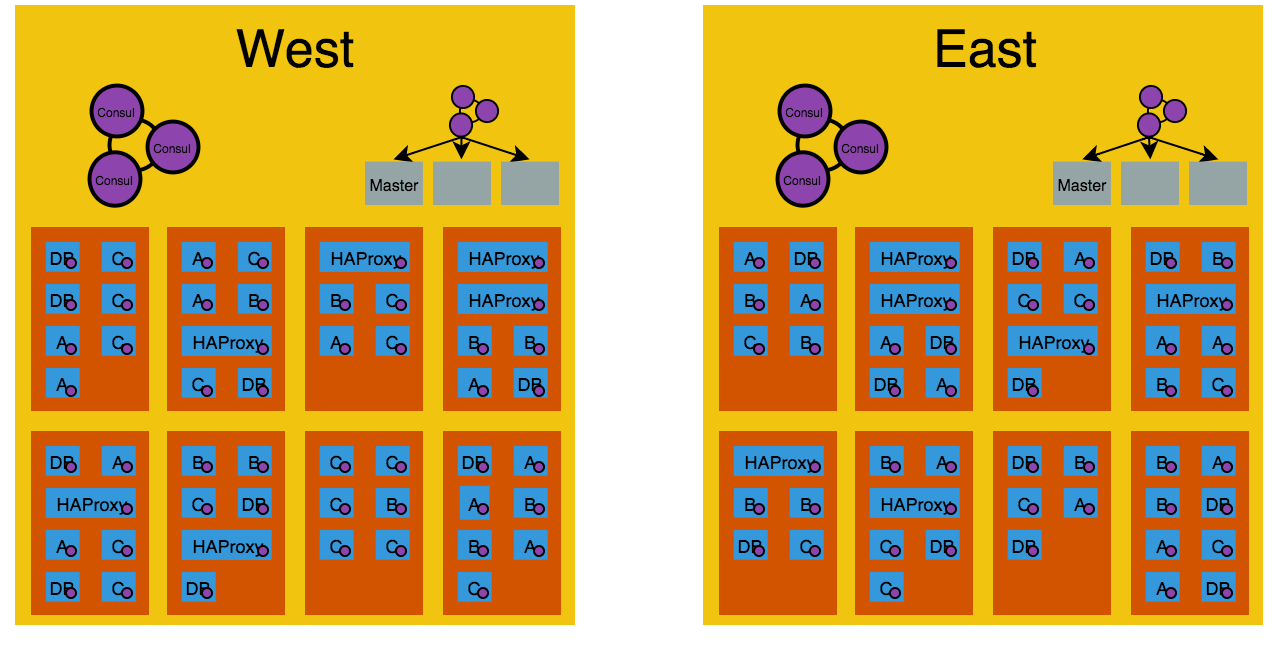 West
East
Consul
Consul
Consul
Master
Consul
Consul
Consul
Master
DB C
A C
HAProxy
HAProxy
DB C
A B
B C
HAProxy
A C
HAProxy
A C
B B
A
C DB
A DB
A DB
HAProxy
DB A
DB B
B A
HAProxy
C C
HAProxy
C B
A DB
HAProxy
A A
DB A
DB
B C
DB A
B B
C C
DB A
HAProxy
C DB
C B
A B
A C
HAProxy
C C
B A
DB C
DB
C
HAProxy
B A
DB B
B A
B B
HAProxy
C A
B DB
DB C
C DB
DB
A C
C
A DB